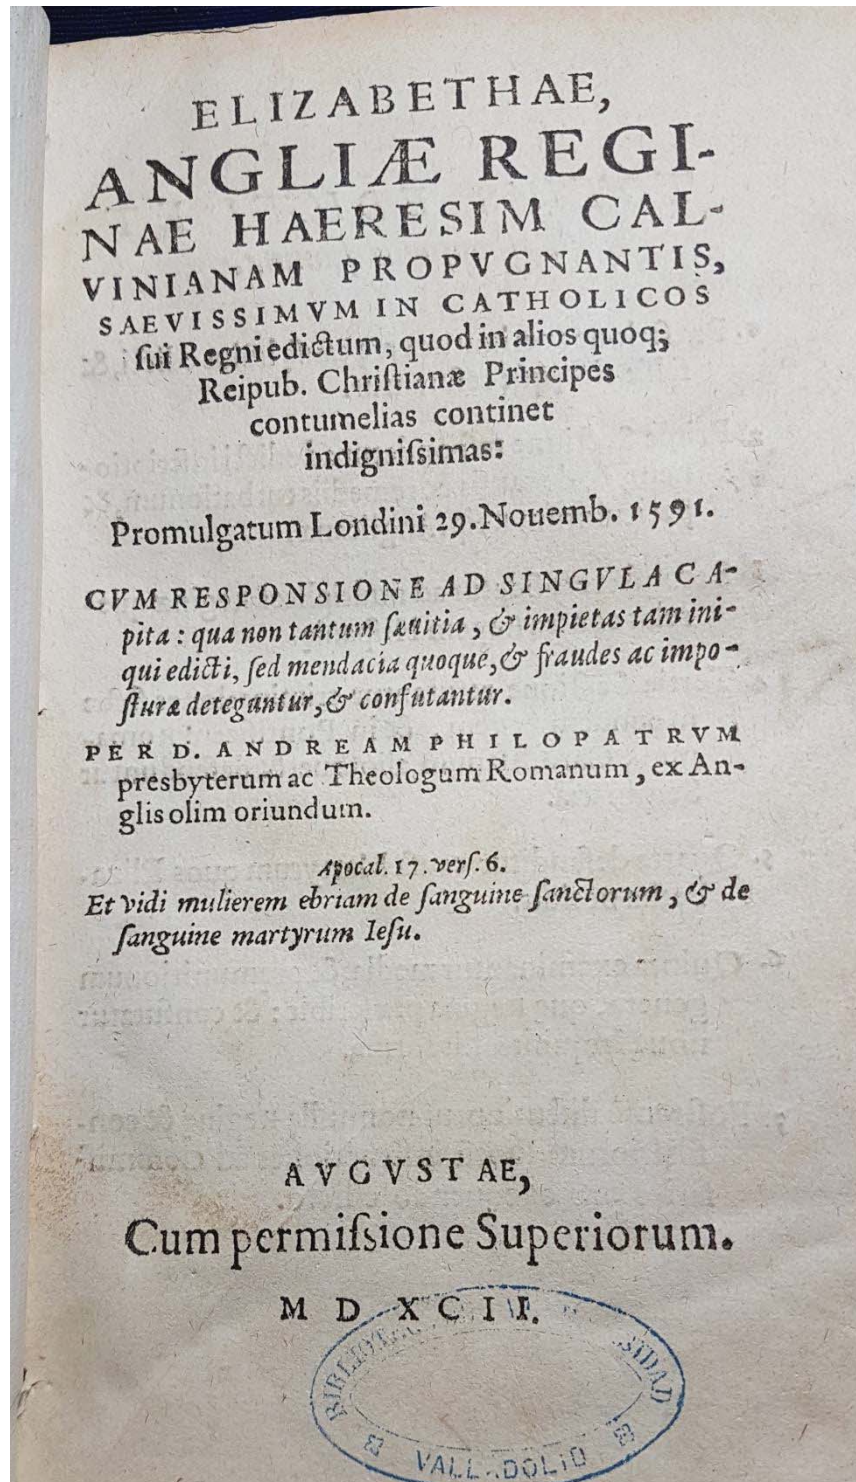 ELIZABETHAE,
ANGLIÆ REGI-
NAE HAERESIM CAL-
VINIANAM PROPVGNANTIS,
SAEVISSIMVM IN CATHOLICOS
ſui Regni edictum, quod in alios quoq;
Reipub. Chriſtianæ Principes
contumelias continet
indigniſsimas:
Promulgatum Londini 29. Nouemb. 1591.
CVM RESPONSIONE AD SINGVLA CA-
pita: qua non tantum ſæuitia, & impietas tam ini-
qui edicti, ſed mendacia quoque, & fraudes ac impo-
ſturæ deteguntur, & confutantur.
PER D. ANDREAM PHILOPATRVM
presbyterum ac Theologum Romanum, ex An-
glis olim oriundum.
Apocal. 17. verſ. 6.
Et vidi mulierem ebriam de ſanguine ſanctorum, & de
ſanguine martyrum Ieſu.
AVGVSTAE,
Cum permiſsione Superiorum.
MDXCII.
VALLADOLID